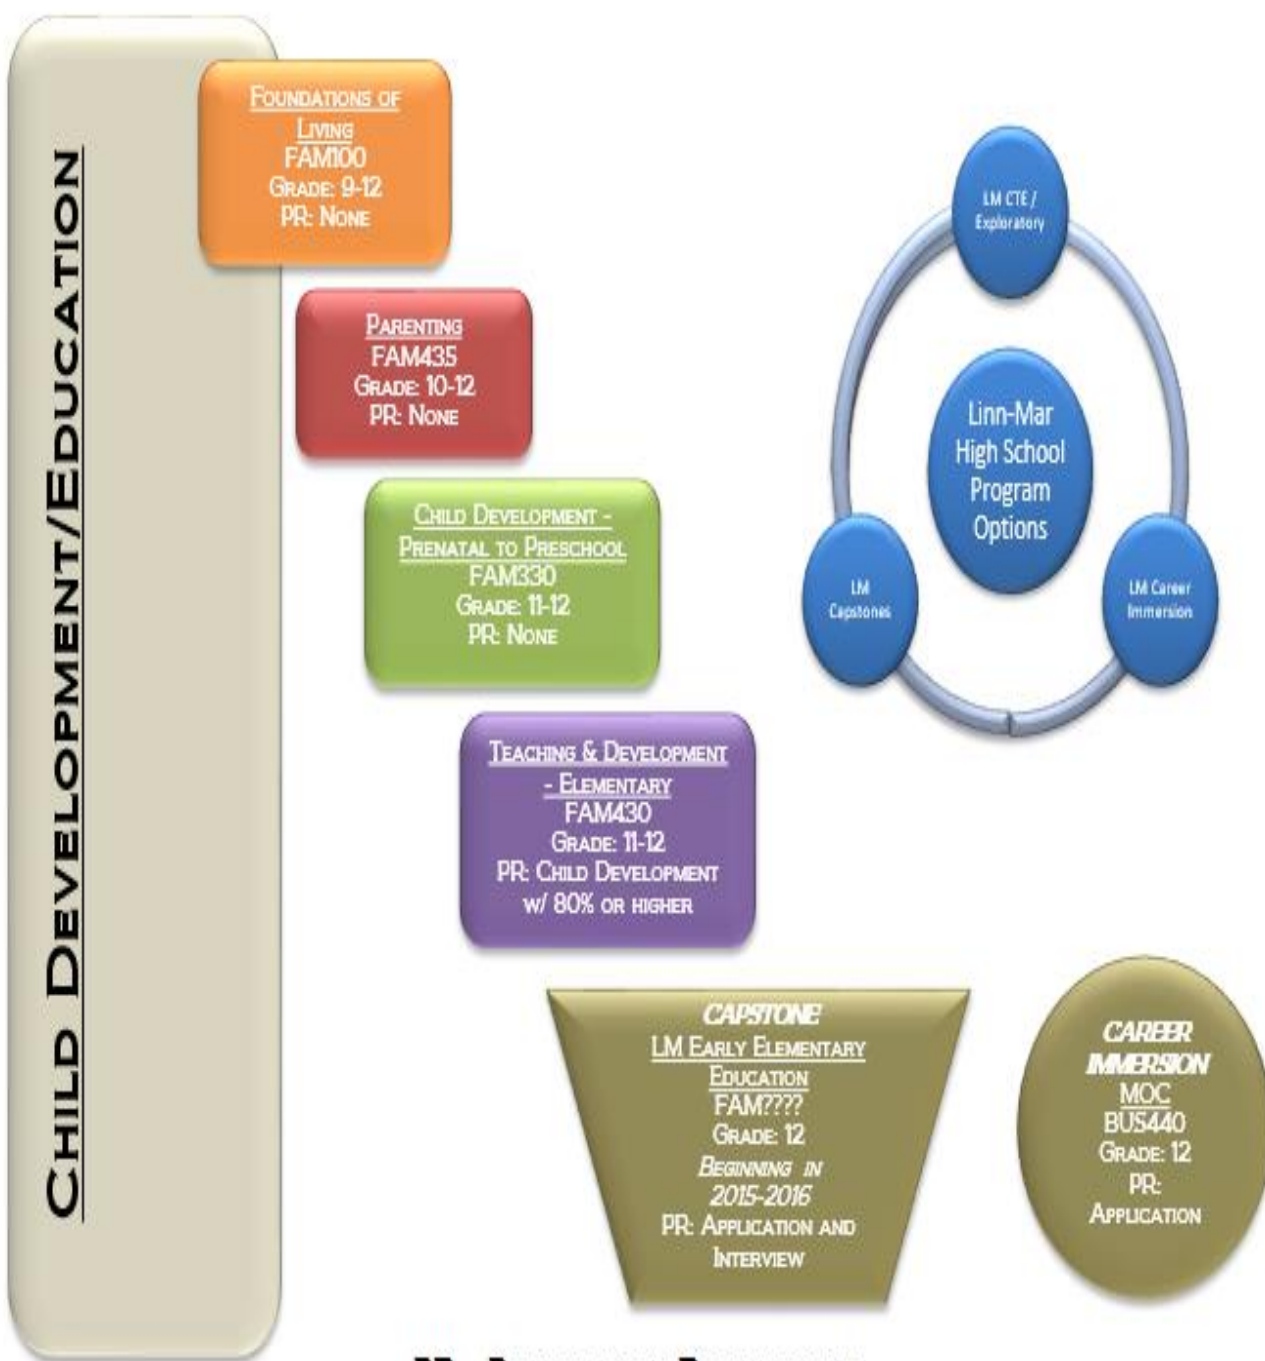 CHILD DEVELOPMENT/EDUCATION
FOUNDATIONS OF
LIVING
FAM100
GRADE: 9-12
PR: NONE
PARENTING
FAM435
GRADE: 10-12
PR: NONE
CHILD DEVELOPMENT -
PRENATAL TO PRESCHOOL
FAM330
GRADE: 11-12
PR: NONE
TEACHING & DEVELOPMENT
- ELEMENTARY
FAM430
GRADE: 11-12
PR: CHILD DEVELOPMENT
W/ 80% OR HIGHER
CAPSTONE
LM EARLY ELEMENTARY
EDUCATION
FAM????
GRADE: 12
BEGINNING IN
2015-2016
PR: APPLICATION AND
INTERVIEW
CAREER
IMMERSION
MOC
BUS440
GRADE: 12
PR:
APPLICATION
LM CTE /
Exploratory
Linn-Mar
High School
Program
Options
LM
Capstones
LM Career
Immersion